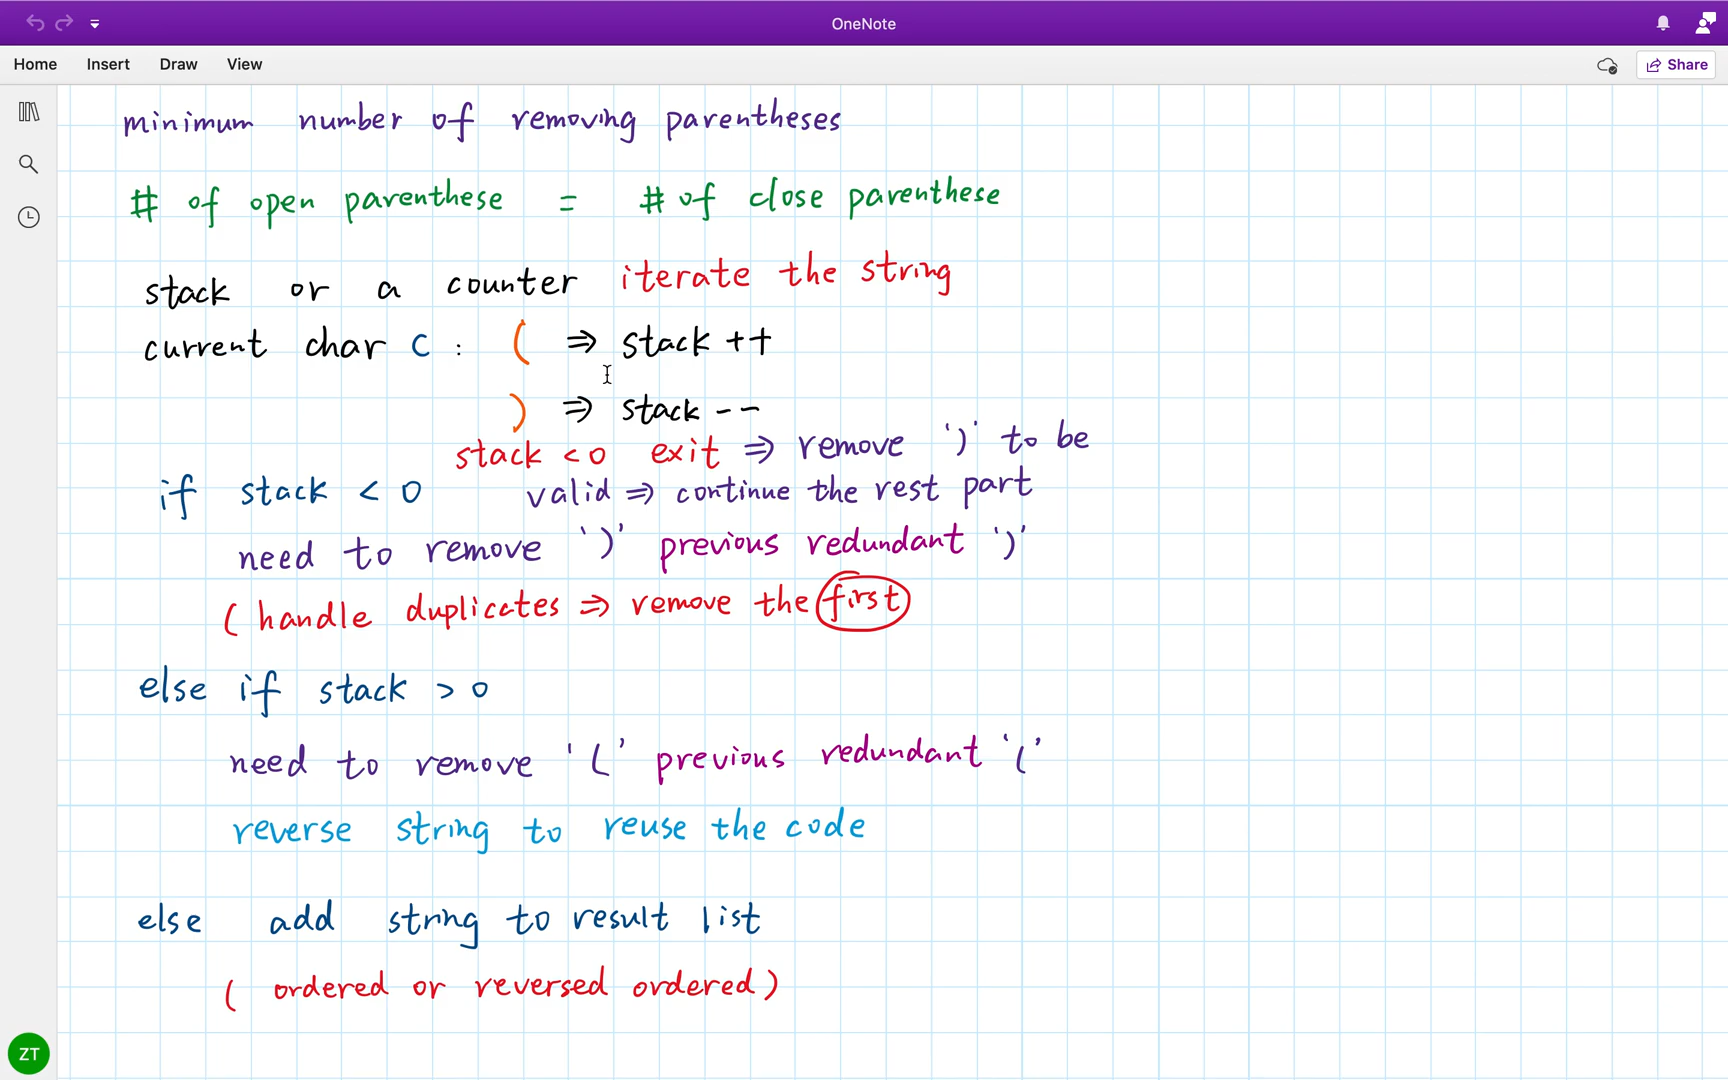 OneNote
Home Insert Draw View Share
minimum number of removing parentheses
# of open parenthese = # of close parenthese
stack or a counter iterate the string
current char c : ( ⇒ stack ++
) ⇒ stack --
stack < 0 exit ⇒ remove ')' to be
if stack < 0 valid ⇒ continue the rest part
need to remove ')' previous redundant ')'
( handle duplicates ⇒ remove the first)
else if stack > 0
need to remove '(' previous redundant '('
reverse string to reuse the code
else add string to result list
( ordered or reversed ordered )
ZT